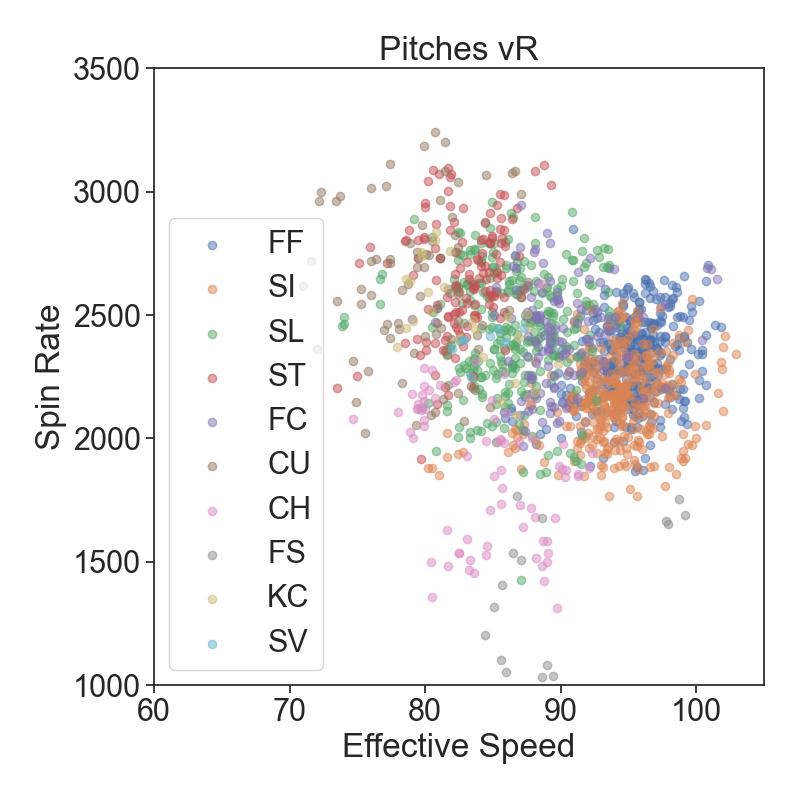 Pitches vR
3500
3000
2500
2000
1500
1000
Spin Rate
FF
SI
SL
ST
FC
CU
CH
FS
KC
SV
60
70
80
90
100
Effective Speed